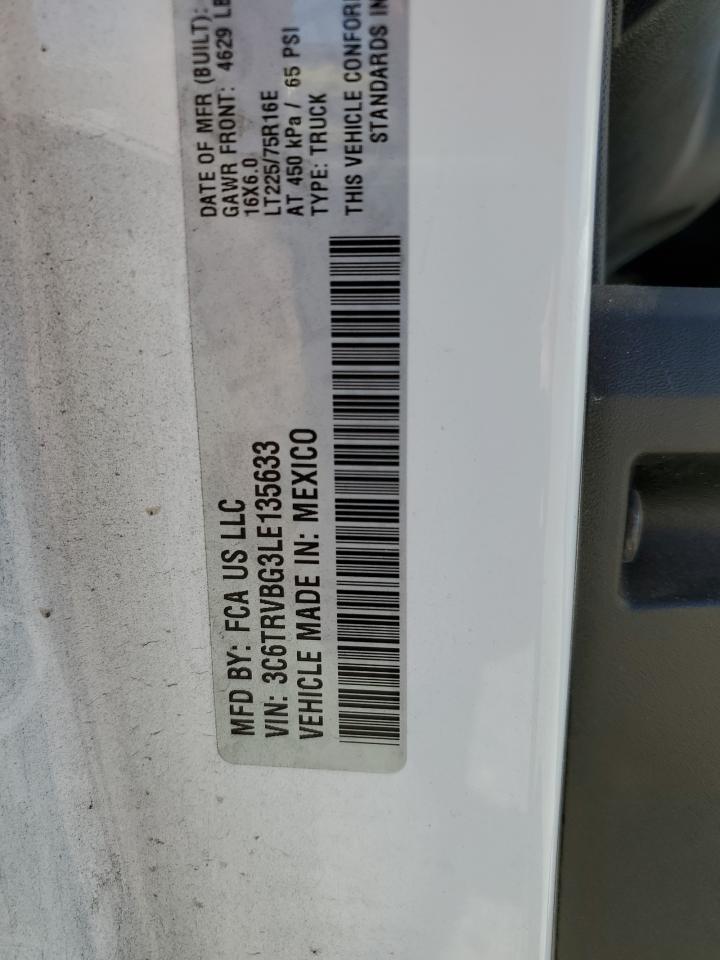 MFD BY: FCA US LLC
VIN: 3C6TRVBG3LE135633
VEHICLE MADE IN: MEXICO
DATE OF MFR (BUILT):
GAWR FRONT: 4629 LB
16X6.0
LT225/75R16E
AT 450 kPa / 65 PSI
TYPE: TRUCK
THIS VEHICLE
STANDARDS IN